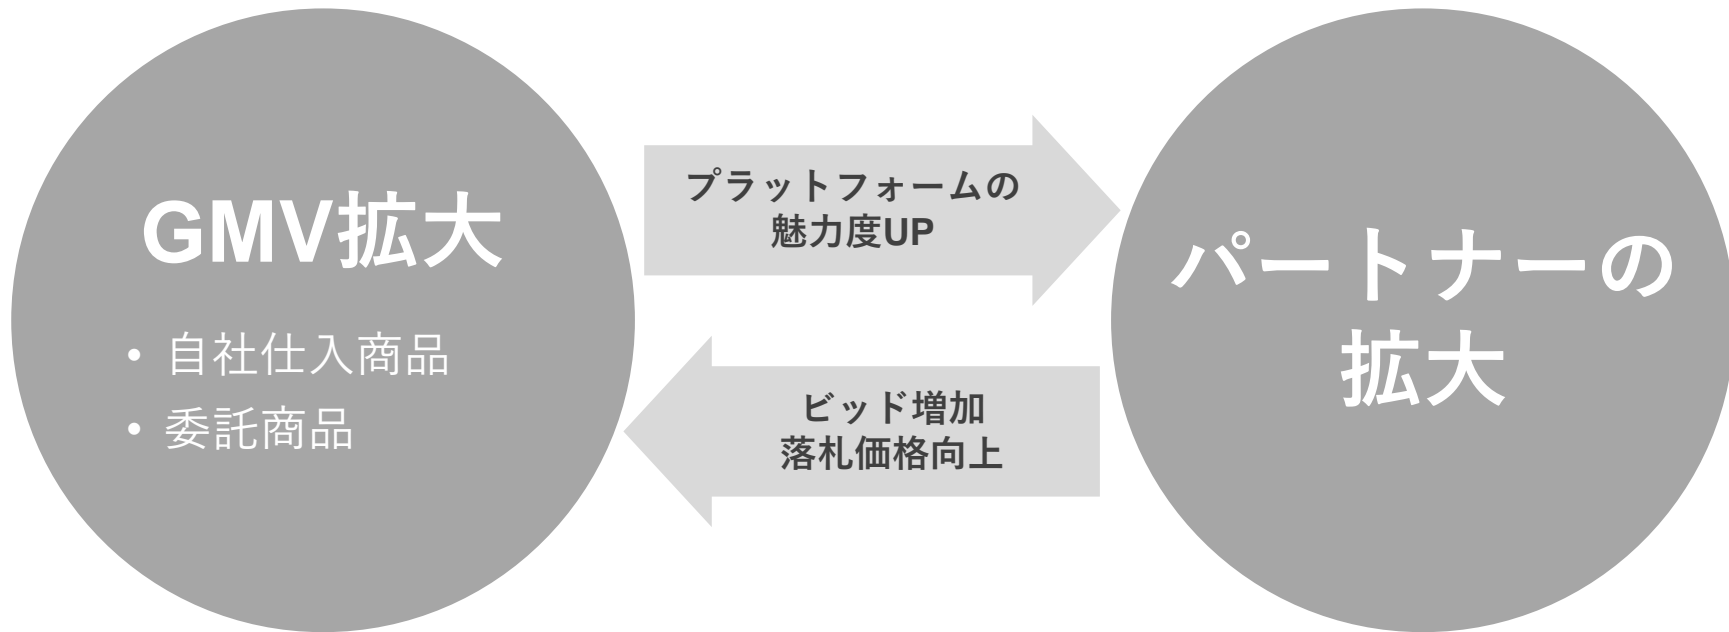 GMV拡大
• 自社仕入商品
• 委託商品
プラットフォームの
魅力度UP
ビッド増加
落札価格向上
パートナーの
拡大